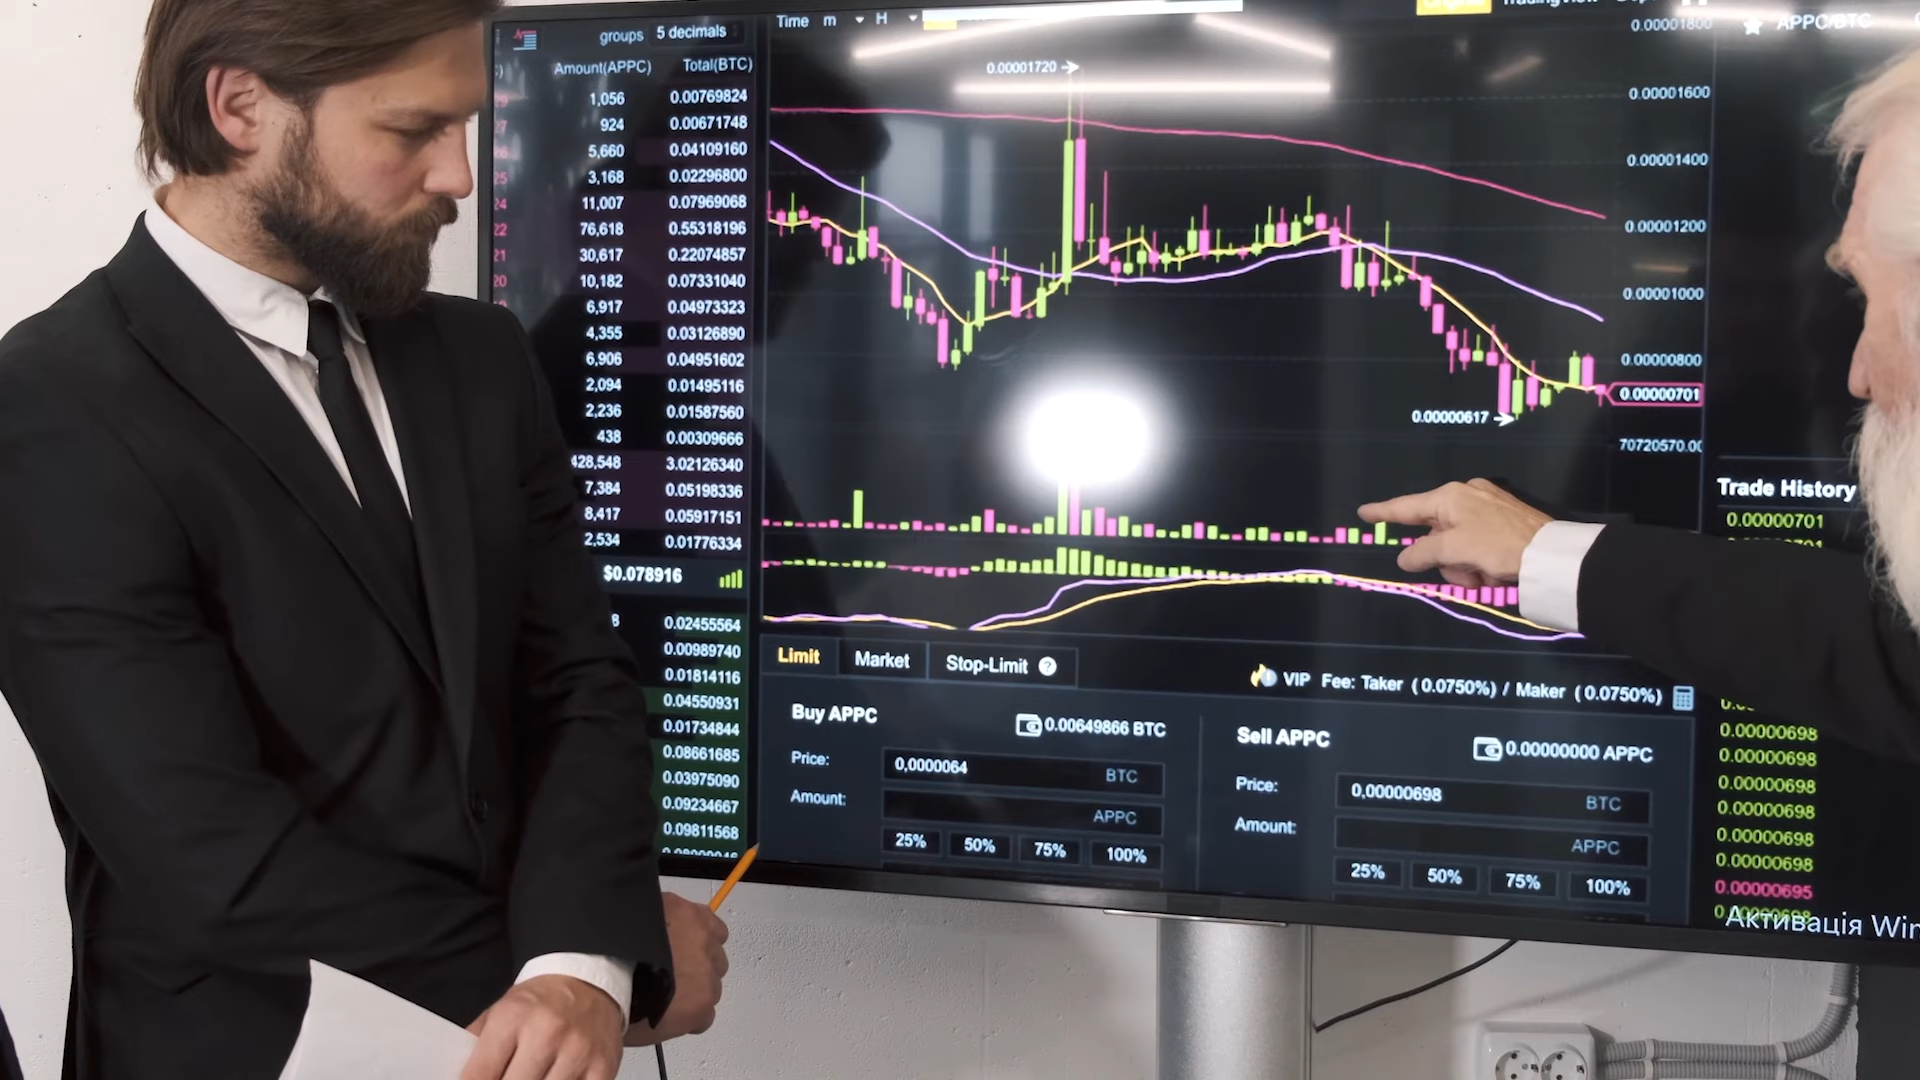 groups 5 decimals
Amount(APPC) Total(BTC)
1,056 0.00769824
924 0.00671748
5,660 0.04109160
3,168 0.02296800
11,007 0.07969068
76,618 0.55318196
30,617 0.22074857
10,182 0.07331040
6,917 0.04973323
4,355 0.03126890
6,906 0.04951602
2,094 0.01495116
2,236 0.01587560
438 0.00309666
428,548 3.02126340
7,384 0.05198336
8,417 0.05917151
2,534 0.01776334
$0.078916
8 0.02455564
0.00989740
0.01814116
0.04550931
0.01734844
0.08661685
0.03975090
0.09234667
0.09811568
Time m H
0.00001720
0.00001800
0.00001600
0.00001400
0.00001200
0.00001000
0.00000800
0.00000701
0.00000617
70720570.00
APPC/BTC
Trade History
0.00000701
Limit Market Stop-Limit ?
VIP Fee: Taker (0.0750%) / Maker (0.0750%)
Buy APPC 0.00649866 BTC
Price: 0,0000064 BTC
Amount: APPC
25% 50% 75% 100%
Sell APPC 0.00000000 APPC
Price: 0,00000698 BTC
Amount: APPC
25% 50% 75% 100%
0.00000698
0.00000698
0.00000698
0.00000698
0.00000698
0.00000698
0.00000695
Активація Win